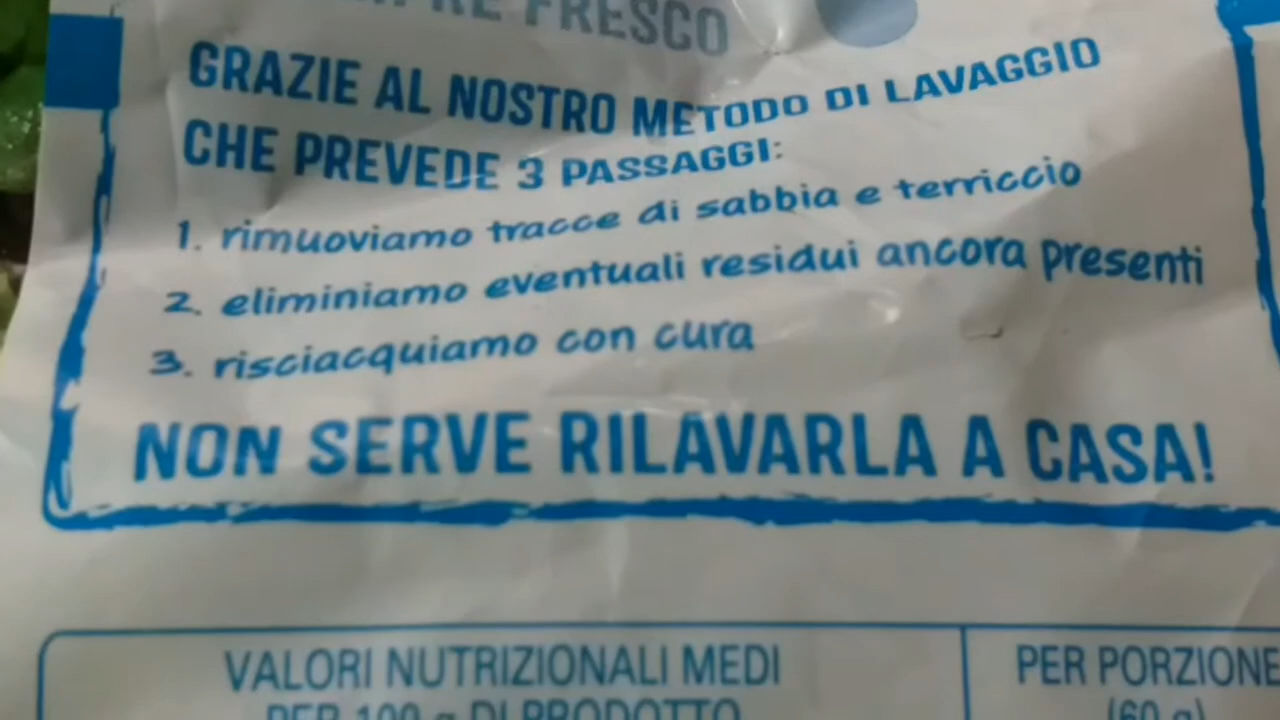 FRESCO
GRAZIE AL NOSTRO METODO DI LAVAGGIO
CHE PREVEDE 3 PASSAGGI:
1. rimuoviamo tracce di sabbia e terriccio
2. eliminiamo eventuali residui ancora presenti
3. risciacquiamo con cura
NON SERVE RILAVARLA A CASA!
VALORI NUTRIZIONALI MEDI
PER 100 g DI PRODOTTO
PER PORZIONE
(60 g)